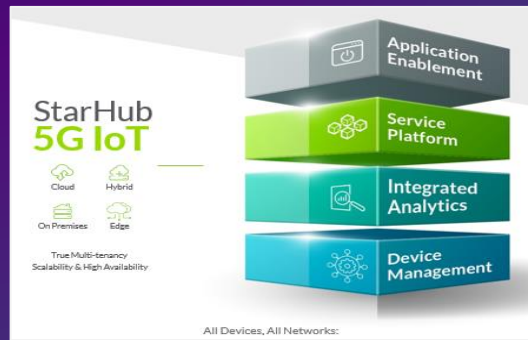 StarHub
5G IoT
Cloud
Hybrid
On Premises
Edge
True Multi-tenancy
Scalability & High Availability
Application
Enablement
Service
Platform
Integrated
Analytics
Device
Management
All Devices, All Networks: